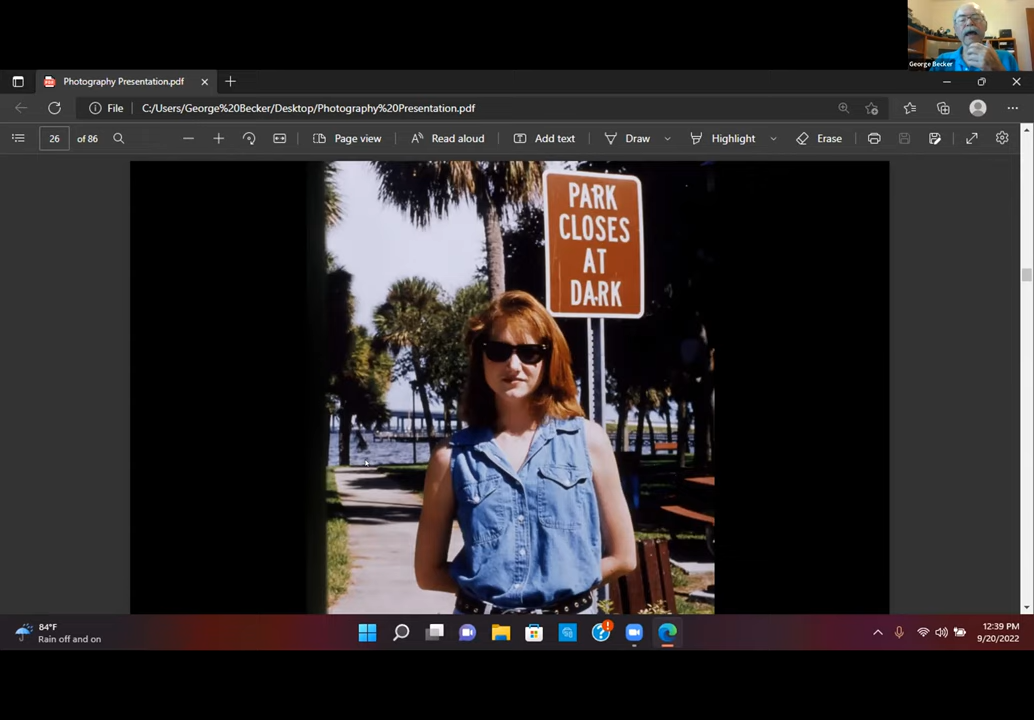 George Becker
Photography Presentation.pdf
File
C:/Users/George%20Becker/Desktop/Photography%20Presentation.pdf
26 of 86
Page view
Read aloud
Add text
Draw
Highlight
Erase
PARK
CLOSES
AT
DARK
84°F
Rain off and on
12:39 PM
9/20/2022